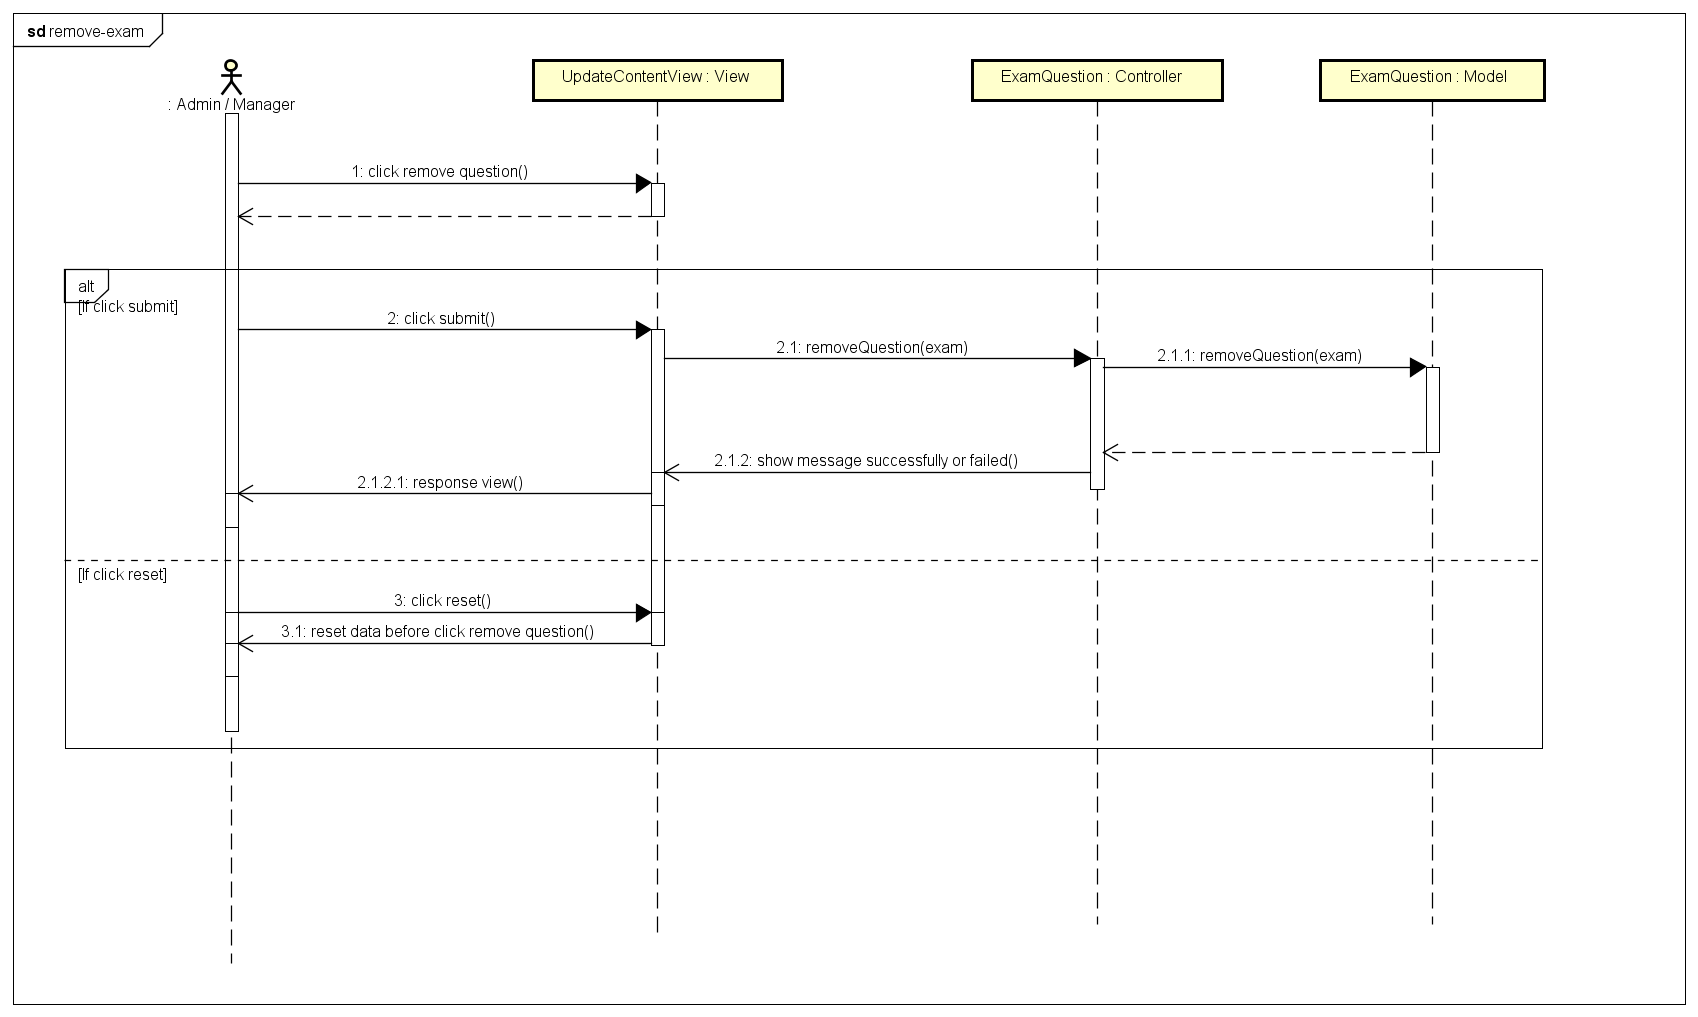 sd remove-exam
: Admin / Manager
UpdateContentView : View
ExamQuestion : Controller
ExamQuestion : Model
1: click remove question()
alt
[If click submit]
2: click submit()
2.1: removeQuestion(exam)
2.1.1: removeQuestion(exam)
2.1.2: show message successfully or failed()
2.1.2.1: response view()
[If click reset]
3: click reset()
3.1: reset data before click remove question()